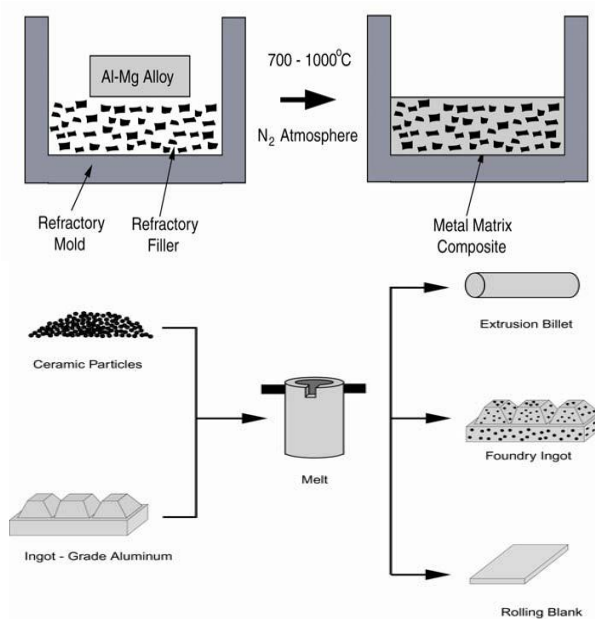 Al-Mg Alloy
700 - 1000°C
N₂ Atmosphere
Refractory
Mold
Refractory
Filler
Metal Matrix
Composite
Ceramic Particles
Ingot - Grade Aluminum
Melt
Extrusion Billet
Foundry Ingot
Rolling Blank